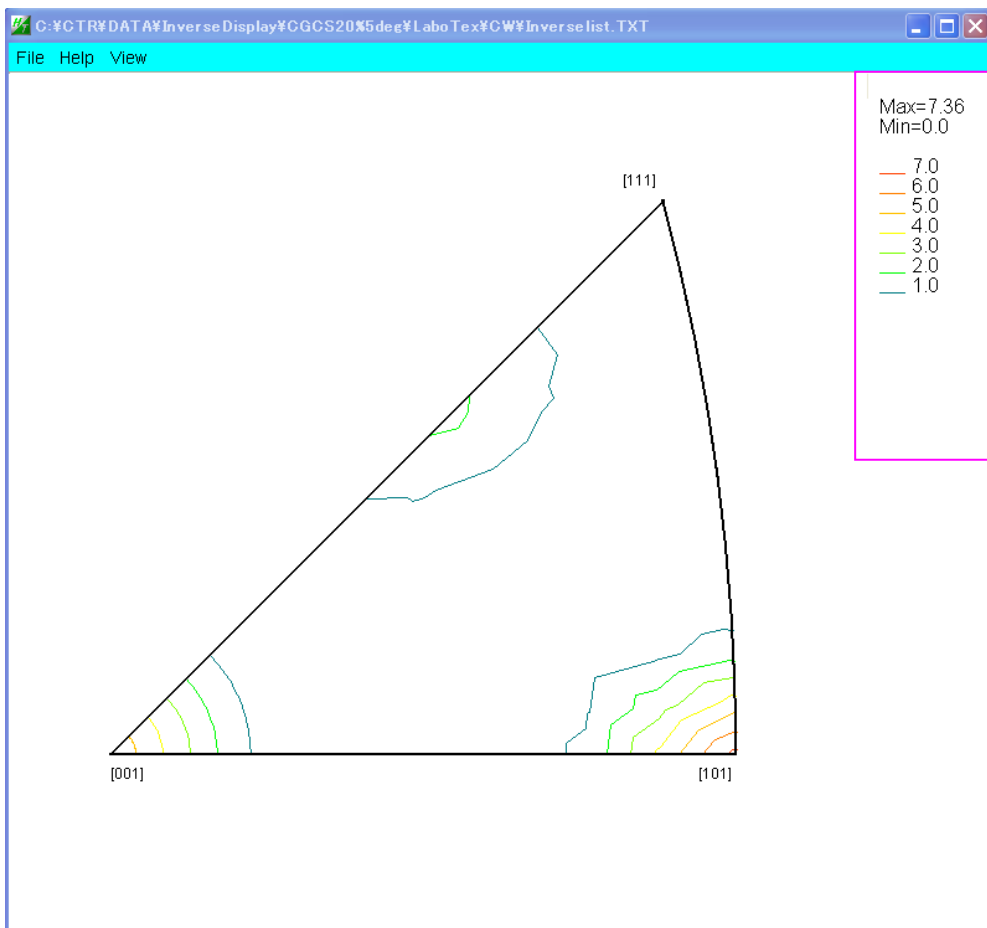 C:¥CTR¥DATA¥InverseDisplay¥CGCS20%5deg¥LaboTex¥CW¥Inverselist.TXT
File Help View
Max=7.36
Min=0.0
7.0
6.0
5.0
4.0
3.0
2.0
1.0
[111]
[001]
[101]